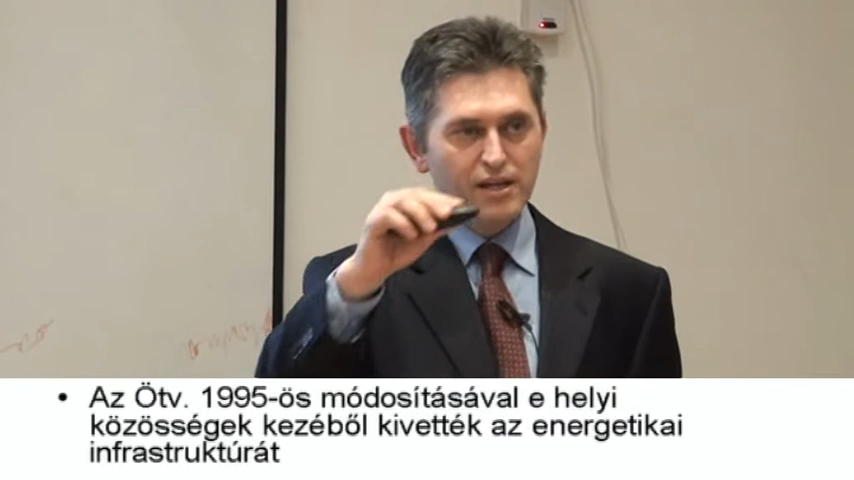 • Az Ötv. 1995-ös módosításával e helyi
közösségek kezéből kivették az energetikai
infrastruktúrát